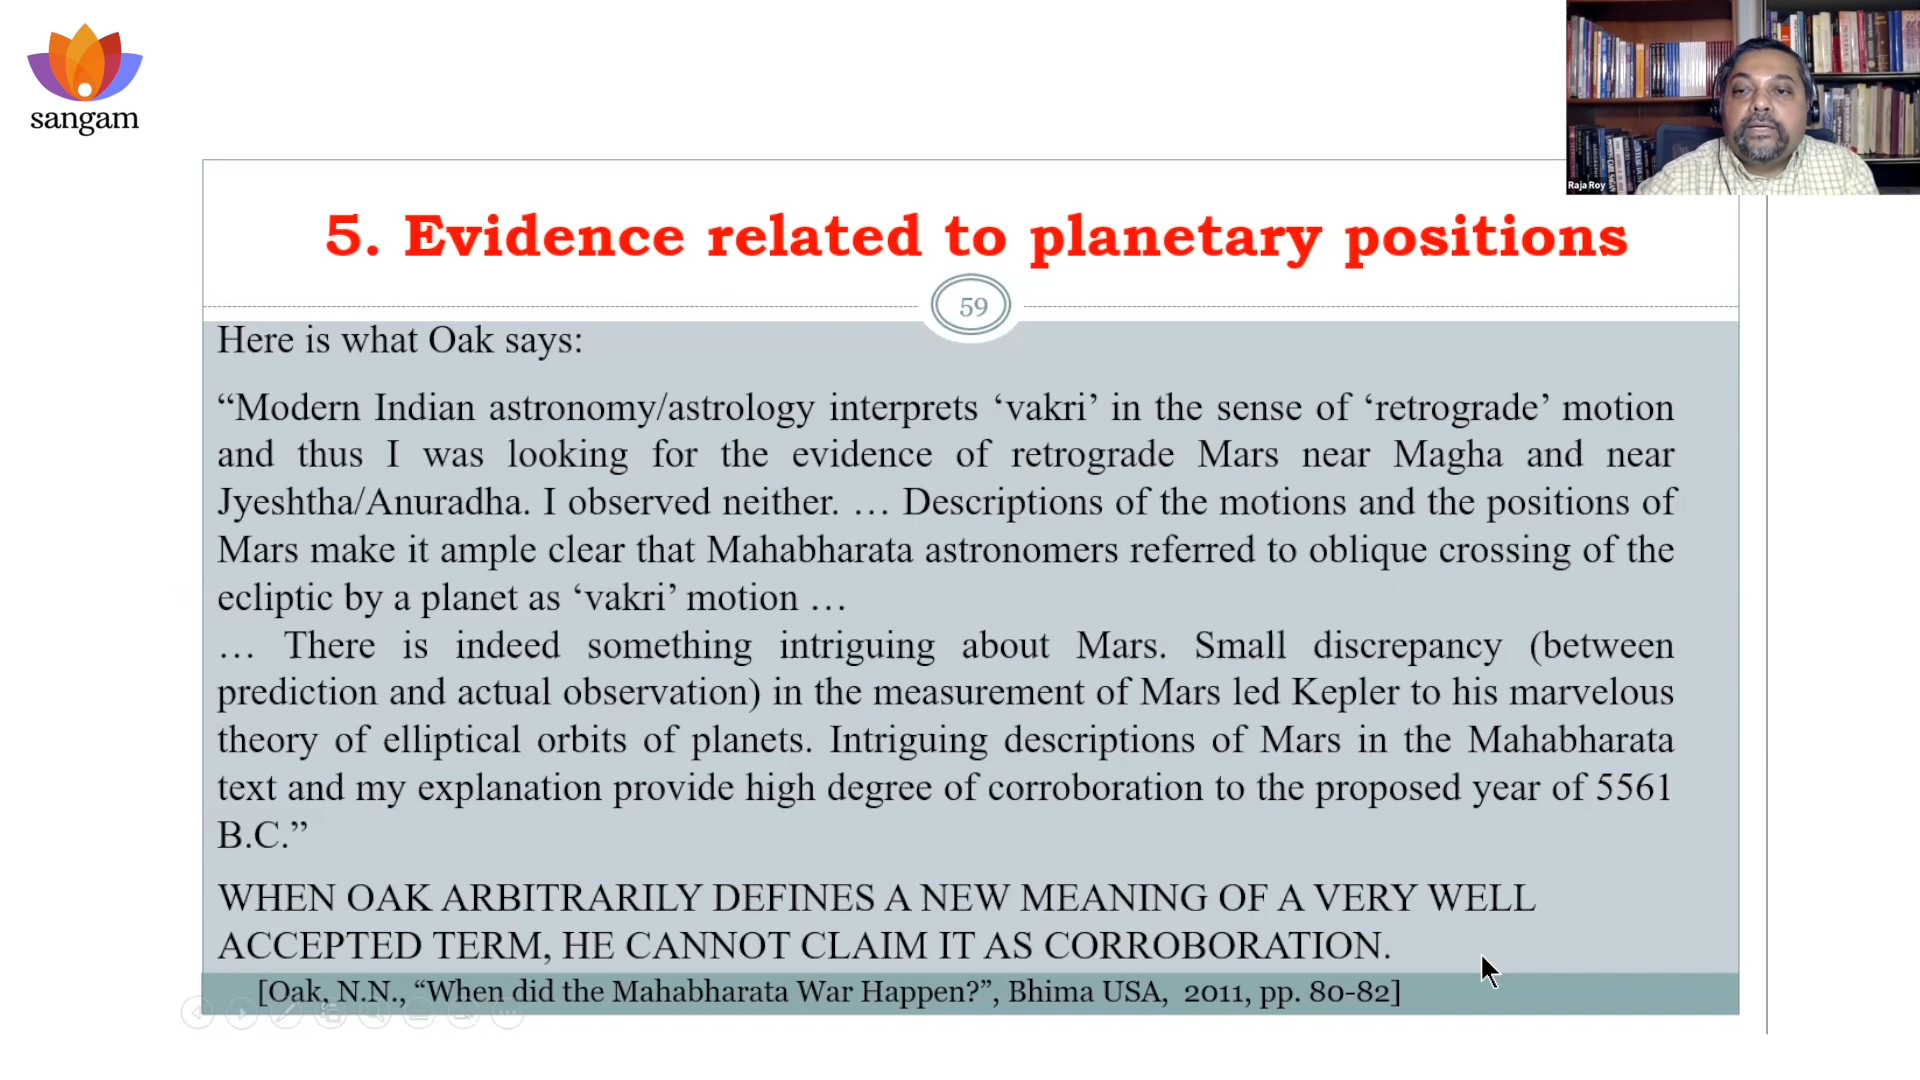 sangam
Raja Roy
5. Evidence related to planetary positions
59
Here is what Oak says:
“Modern Indian astronomy/astrology interprets ‘vakri’ in the sense of ‘retrograde’ motion
and thus I was looking for the evidence of retrograde Mars near Magha and near
Jyeshtha/Anuradha. I observed neither. … Descriptions of the motions and the positions of
Mars make it ample clear that Mahabharata astronomers referred to oblique crossing of the
ecliptic by a planet as ‘vakri’ motion …
… There is indeed something intriguing about Mars. Small discrepancy (between
prediction and actual observation) in the measurement of Mars led Kepler to his marvelous
theory of elliptical orbits of planets. Intriguing descriptions of Mars in the Mahabharata
text and my explanation provide high degree of corroboration to the proposed year of 5561
B.C.”
WHEN OAK ARBITRARILY DEFINES A NEW MEANING OF A VERY WELL
ACCEPTED TERM, HE CANNOT CLAIM IT AS CORROBORATION.
[Oak, N.N., “When did the Mahabharata War Happen?”, Bhima USA, 2011, pp. 80-82]